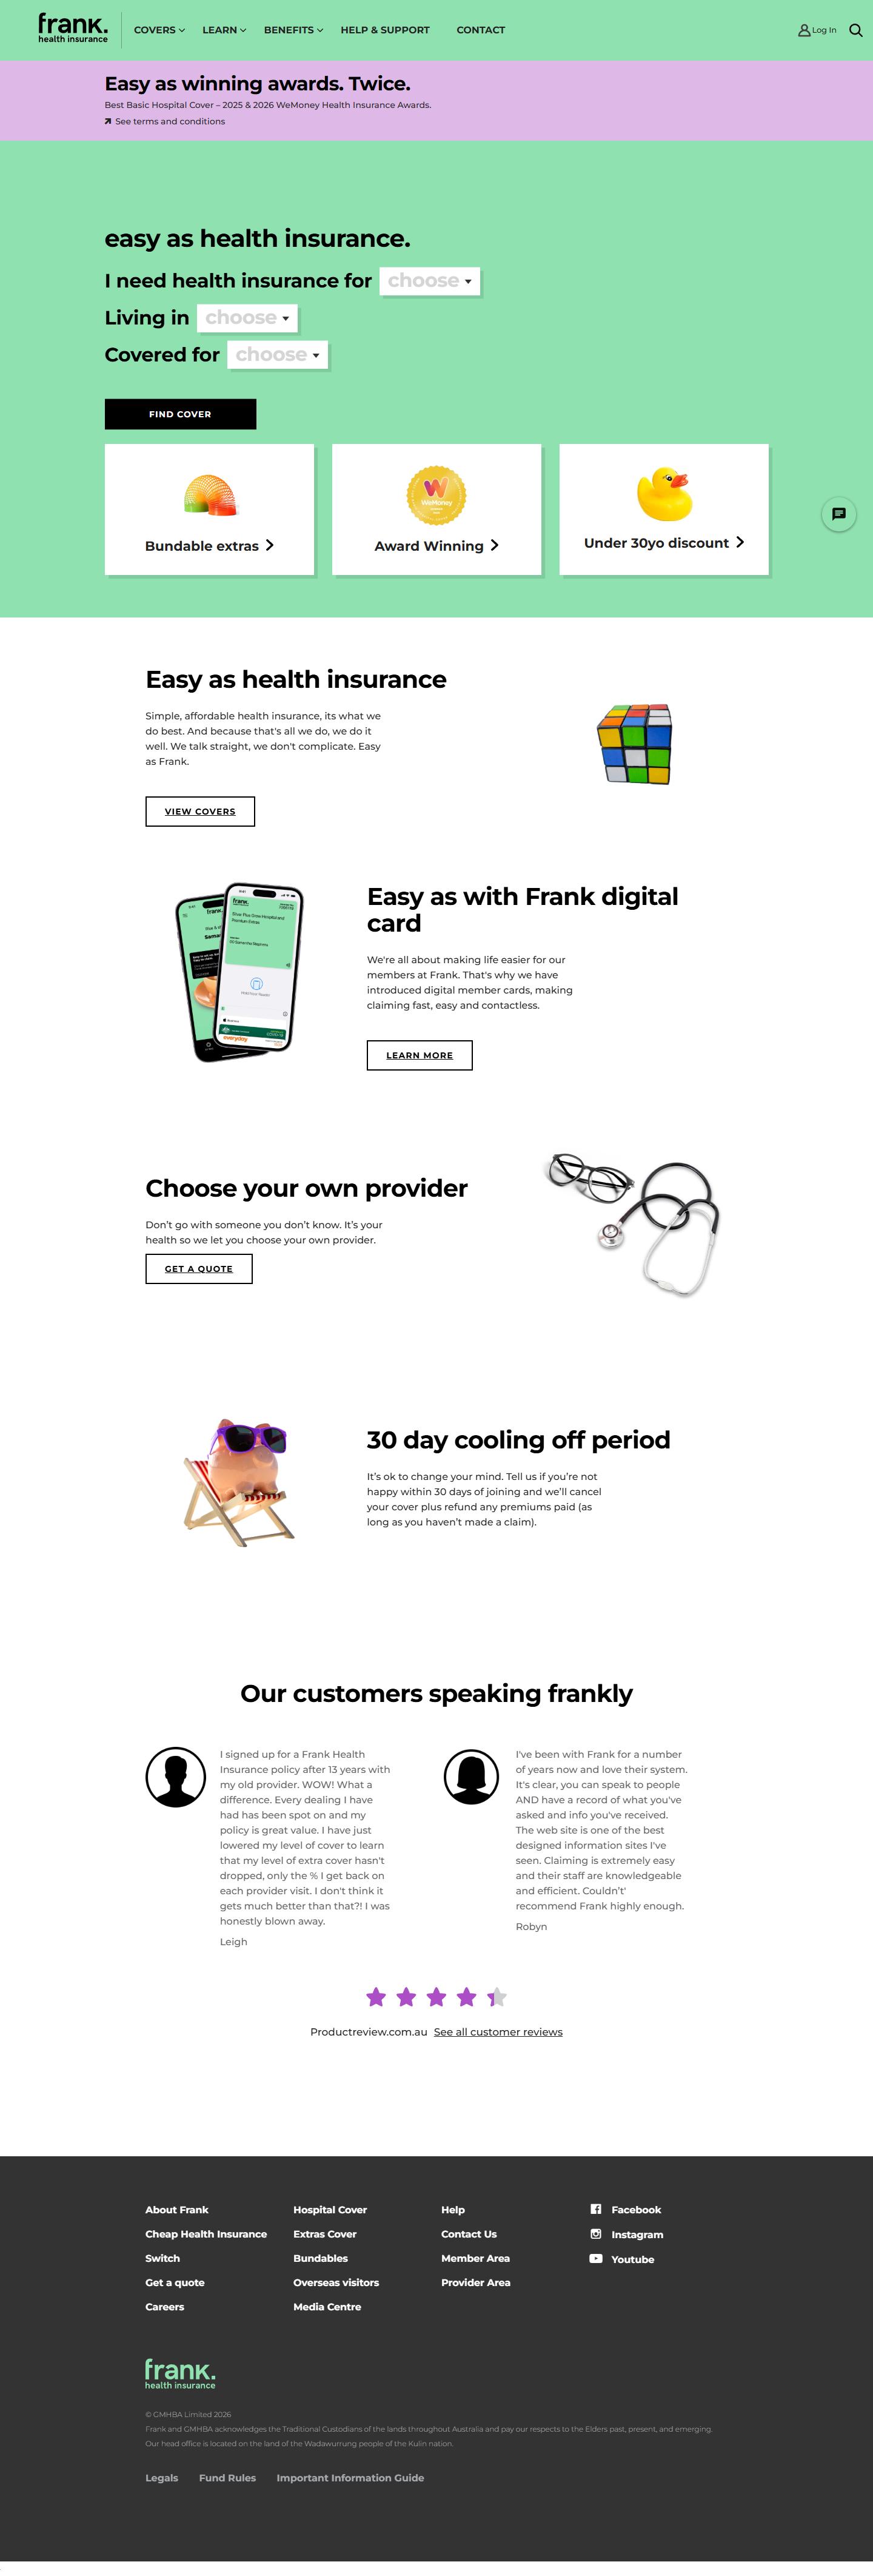 frank.
health insurance
COVERS
LEARN
BENEFITS
HELP & SUPPORT
CONTACT
Log In
Easy as winning awards. Twice.
Best Basic Hospital Cover – 2025 & 2026 WeMoney Health Insurance Awards.
See terms and conditions
easy as health insurance.
I need health insurance for choose
Living in choose
Covered for choose
FIND COVER
WeMoney
Bundable extras
Award Winning
Under 30yo discount
Easy as health insurance
Simple, affordable health insurance, its what we
do best. And because that's all we do, we do it
well. We talk straight, we don't complicate. Easy
as Frank.
VIEW COVERS
Easy as with Frank digital
card
We're all about making life easier for our
members at Frank. That's why we have
introduced digital member cards, making
claiming fast, easy and contactless.
LEARN MORE
frank.
everyday
Choose your own provider
Don’t go with someone you don’t know. It’s your
health so we let you choose your own provider.
GET A QUOTE
30 day cooling off period
It’s ok to change your mind. Tell us if you’re not
happy within 30 days of joining and we’ll cancel
your cover plus refund any premiums paid (as
long as you haven’t made a claim).
Our customers speaking frankly
I signed up for a Frank Health
Insurance policy after 13 years with
my old provider. WOW! What a
difference. Every dealing I have
had has been spot on and my
policy is great value. I have just
lowered my level of cover to learn
that my level of extra cover hasn't
dropped, only the % I get back on
each provider visit. I don't think it
gets much better than that?! I was
honestly blown away.
Leigh
I've been with Frank for a number
of years now and love their system.
It's clear, you can speak to people
AND have a record of what you've
asked and info you've received.
The web site is one of the best
designed information sites I've
seen. Claiming is extremely easy
and their staff are knowledgeable
and efficient. Couldn’t'
recommend Frank highly enough.
Robyn
Productreview.com.au See all customer reviews
About Frank
Cheap Health Insurance
Switch
Get a quote
Careers
Hospital Cover
Extras Cover
Bundables
Overseas visitors
Media Centre
Help
Contact Us
Member Area
Provider Area
Facebook
Instagram
Youtube
frank.
health insurance
© GMHBA Limited 2026
Frank and GMHBA acknowledges the Traditional Custodians of the lands throughout Australia and pay our respects to the Elders past, present, and emerging.
Our head office is located on the land of the Wadawurrung people of the Kulin nation.
Legals
Fund Rules
Important Information Guide